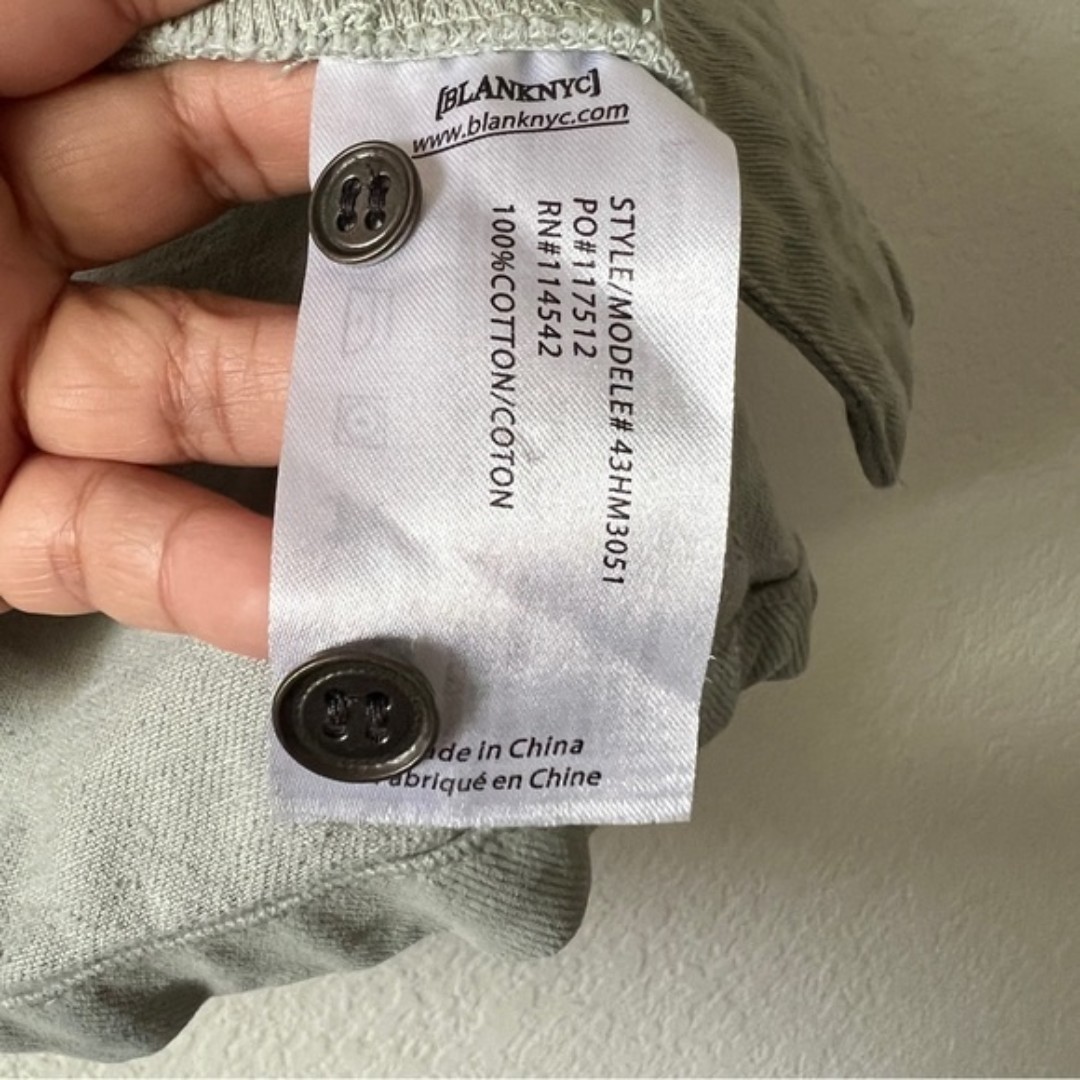 [BLANKNYC]
www.blanknyc.com
STYLE/MODELE# 43HM3051
PO#117512
RN#114542
100%COTTON/COTON
ade in China
abriqué en Chine